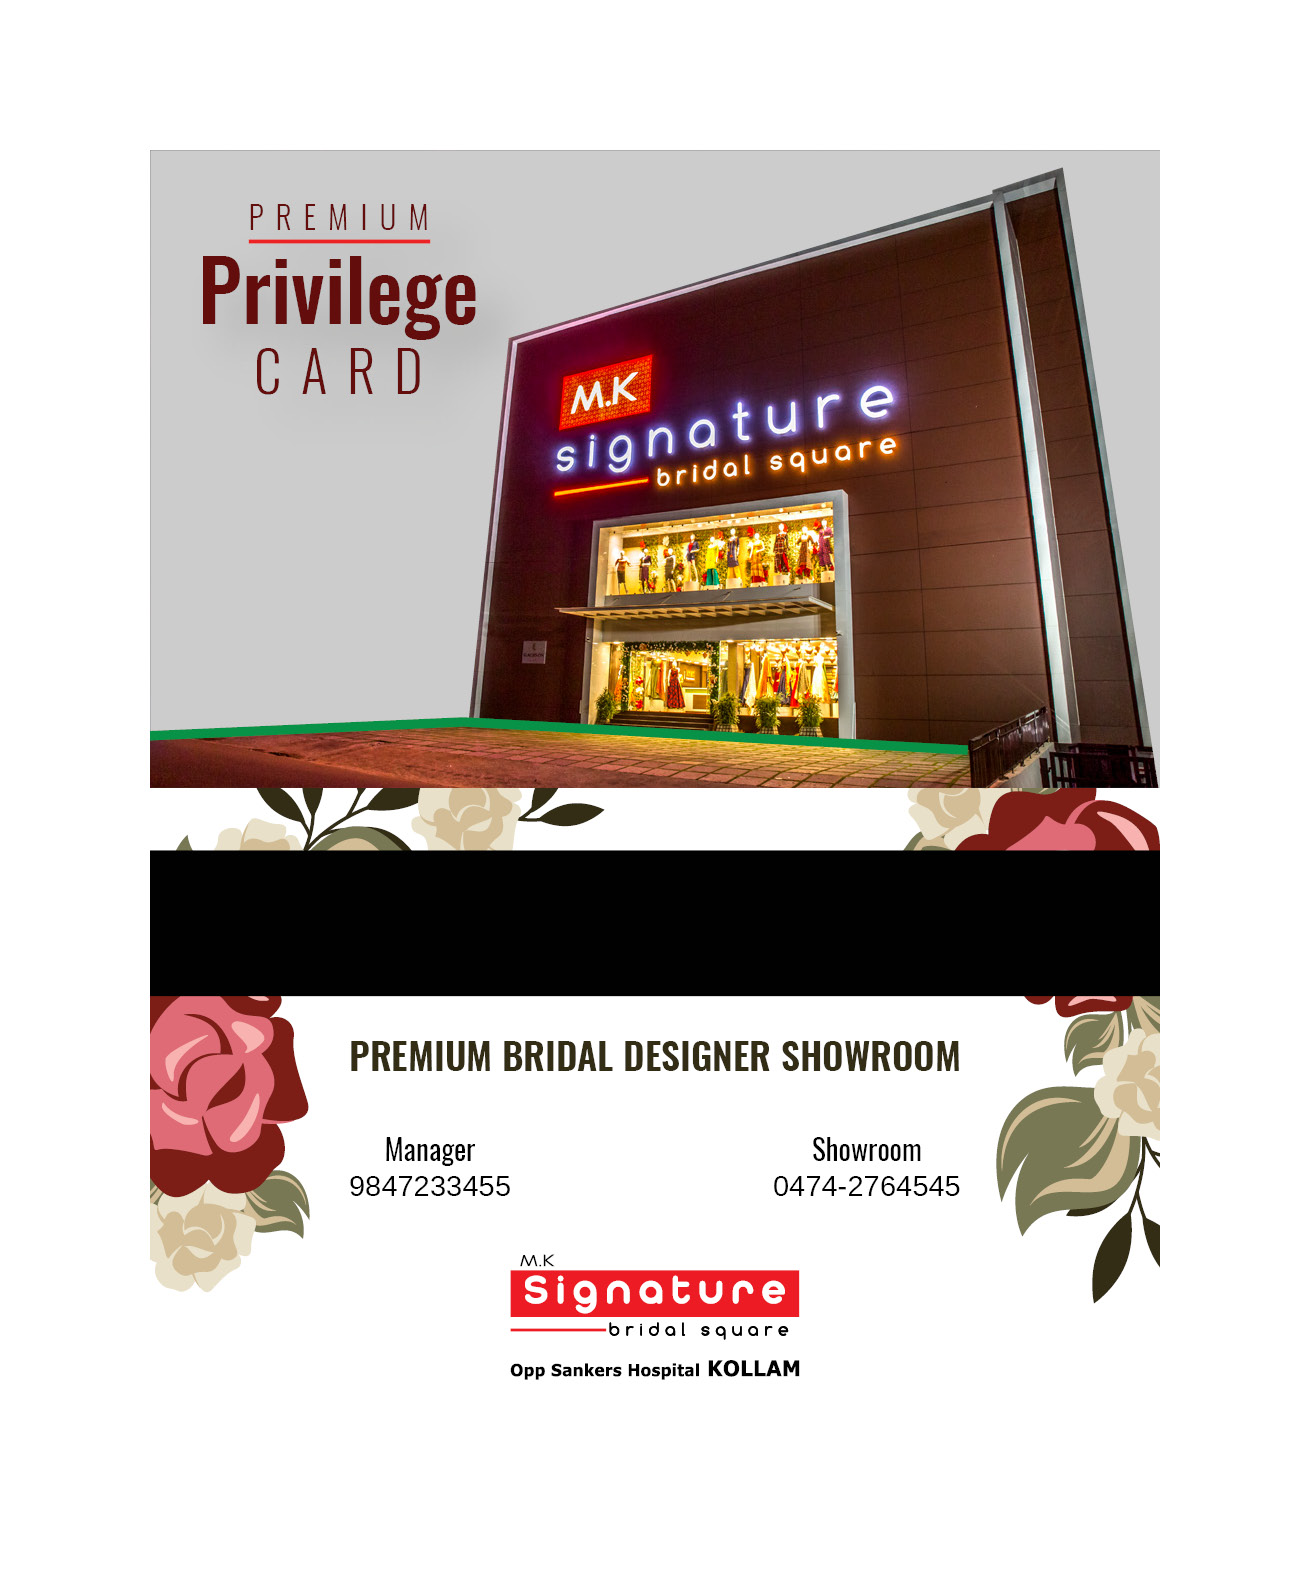 PREMIUM
Privilege
CARD
M.K
signature
bridal square
PREMIUM BRIDAL DESIGNER SHOWROOM
Manager
9847233455
Showroom
0474-2764545
M.K
Signature
bridal square
Opp Sankers Hospital KOLLAM